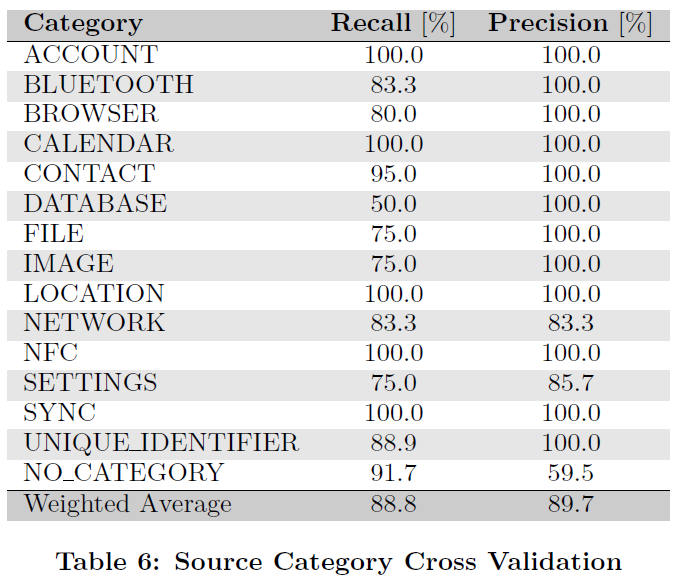 Category Recall [%] Precision [%]
ACCOUNT 100.0 100.0
BLUETOOTH 83.3 100.0
BROWSER 80.0 100.0
CALENDAR 100.0 100.0
CONTACT 95.0 100.0
DATABASE 50.0 100.0
FILE 75.0 100.0
IMAGE 75.0 100.0
LOCATION 100.0 100.0
NETWORK 83.3 83.3
NFC 100.0 100.0
SETTINGS 75.0 85.7
SYNC 100.0 100.0
UNIQUE_IDENTIFIER 88.9 100.0
NO_CATEGORY 91.7 59.5
Weighted Average 88.8 89.7
Table 6: Source Category Cross Validation